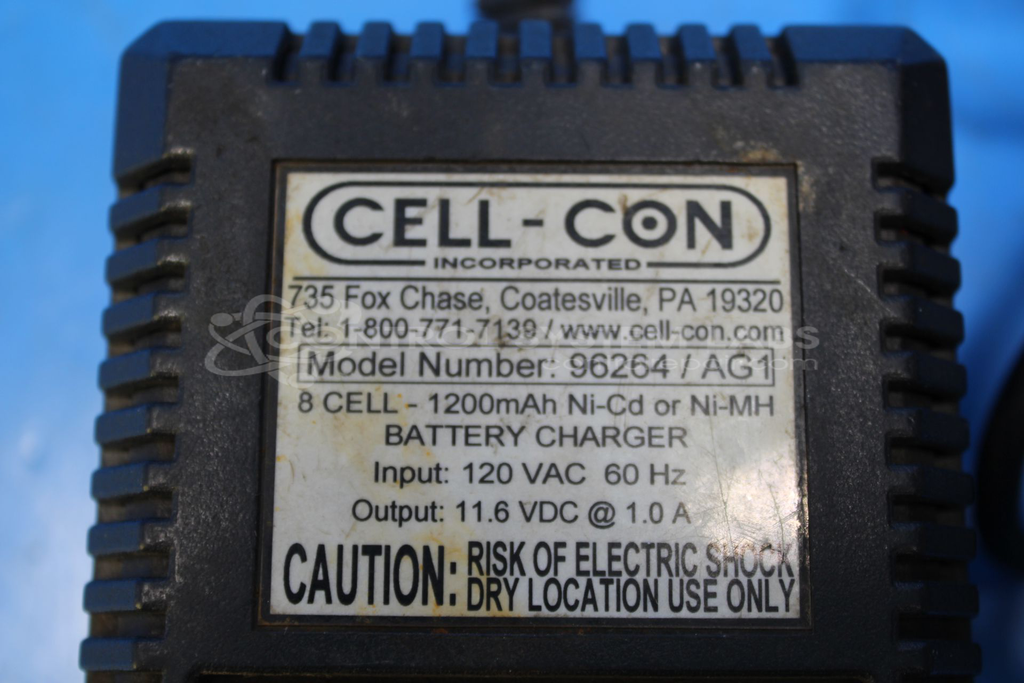 CELL-CON
INCORPORATED
735 Fox Chase, Coatesville, PA 19320
Tel: 1-800-771-7139 / www.cell-con.com
Model Number: 96264 / AG1
8 CELL - 1200mAh Ni-Cd or Ni-MH
BATTERY CHARGER
Input: 120 VAC 60 Hz
Output: 11.6 VDC @ 1.0 A
CAUTION: RISK OF ELECTRIC SHOCK
DRY LOCATION USE ONLY